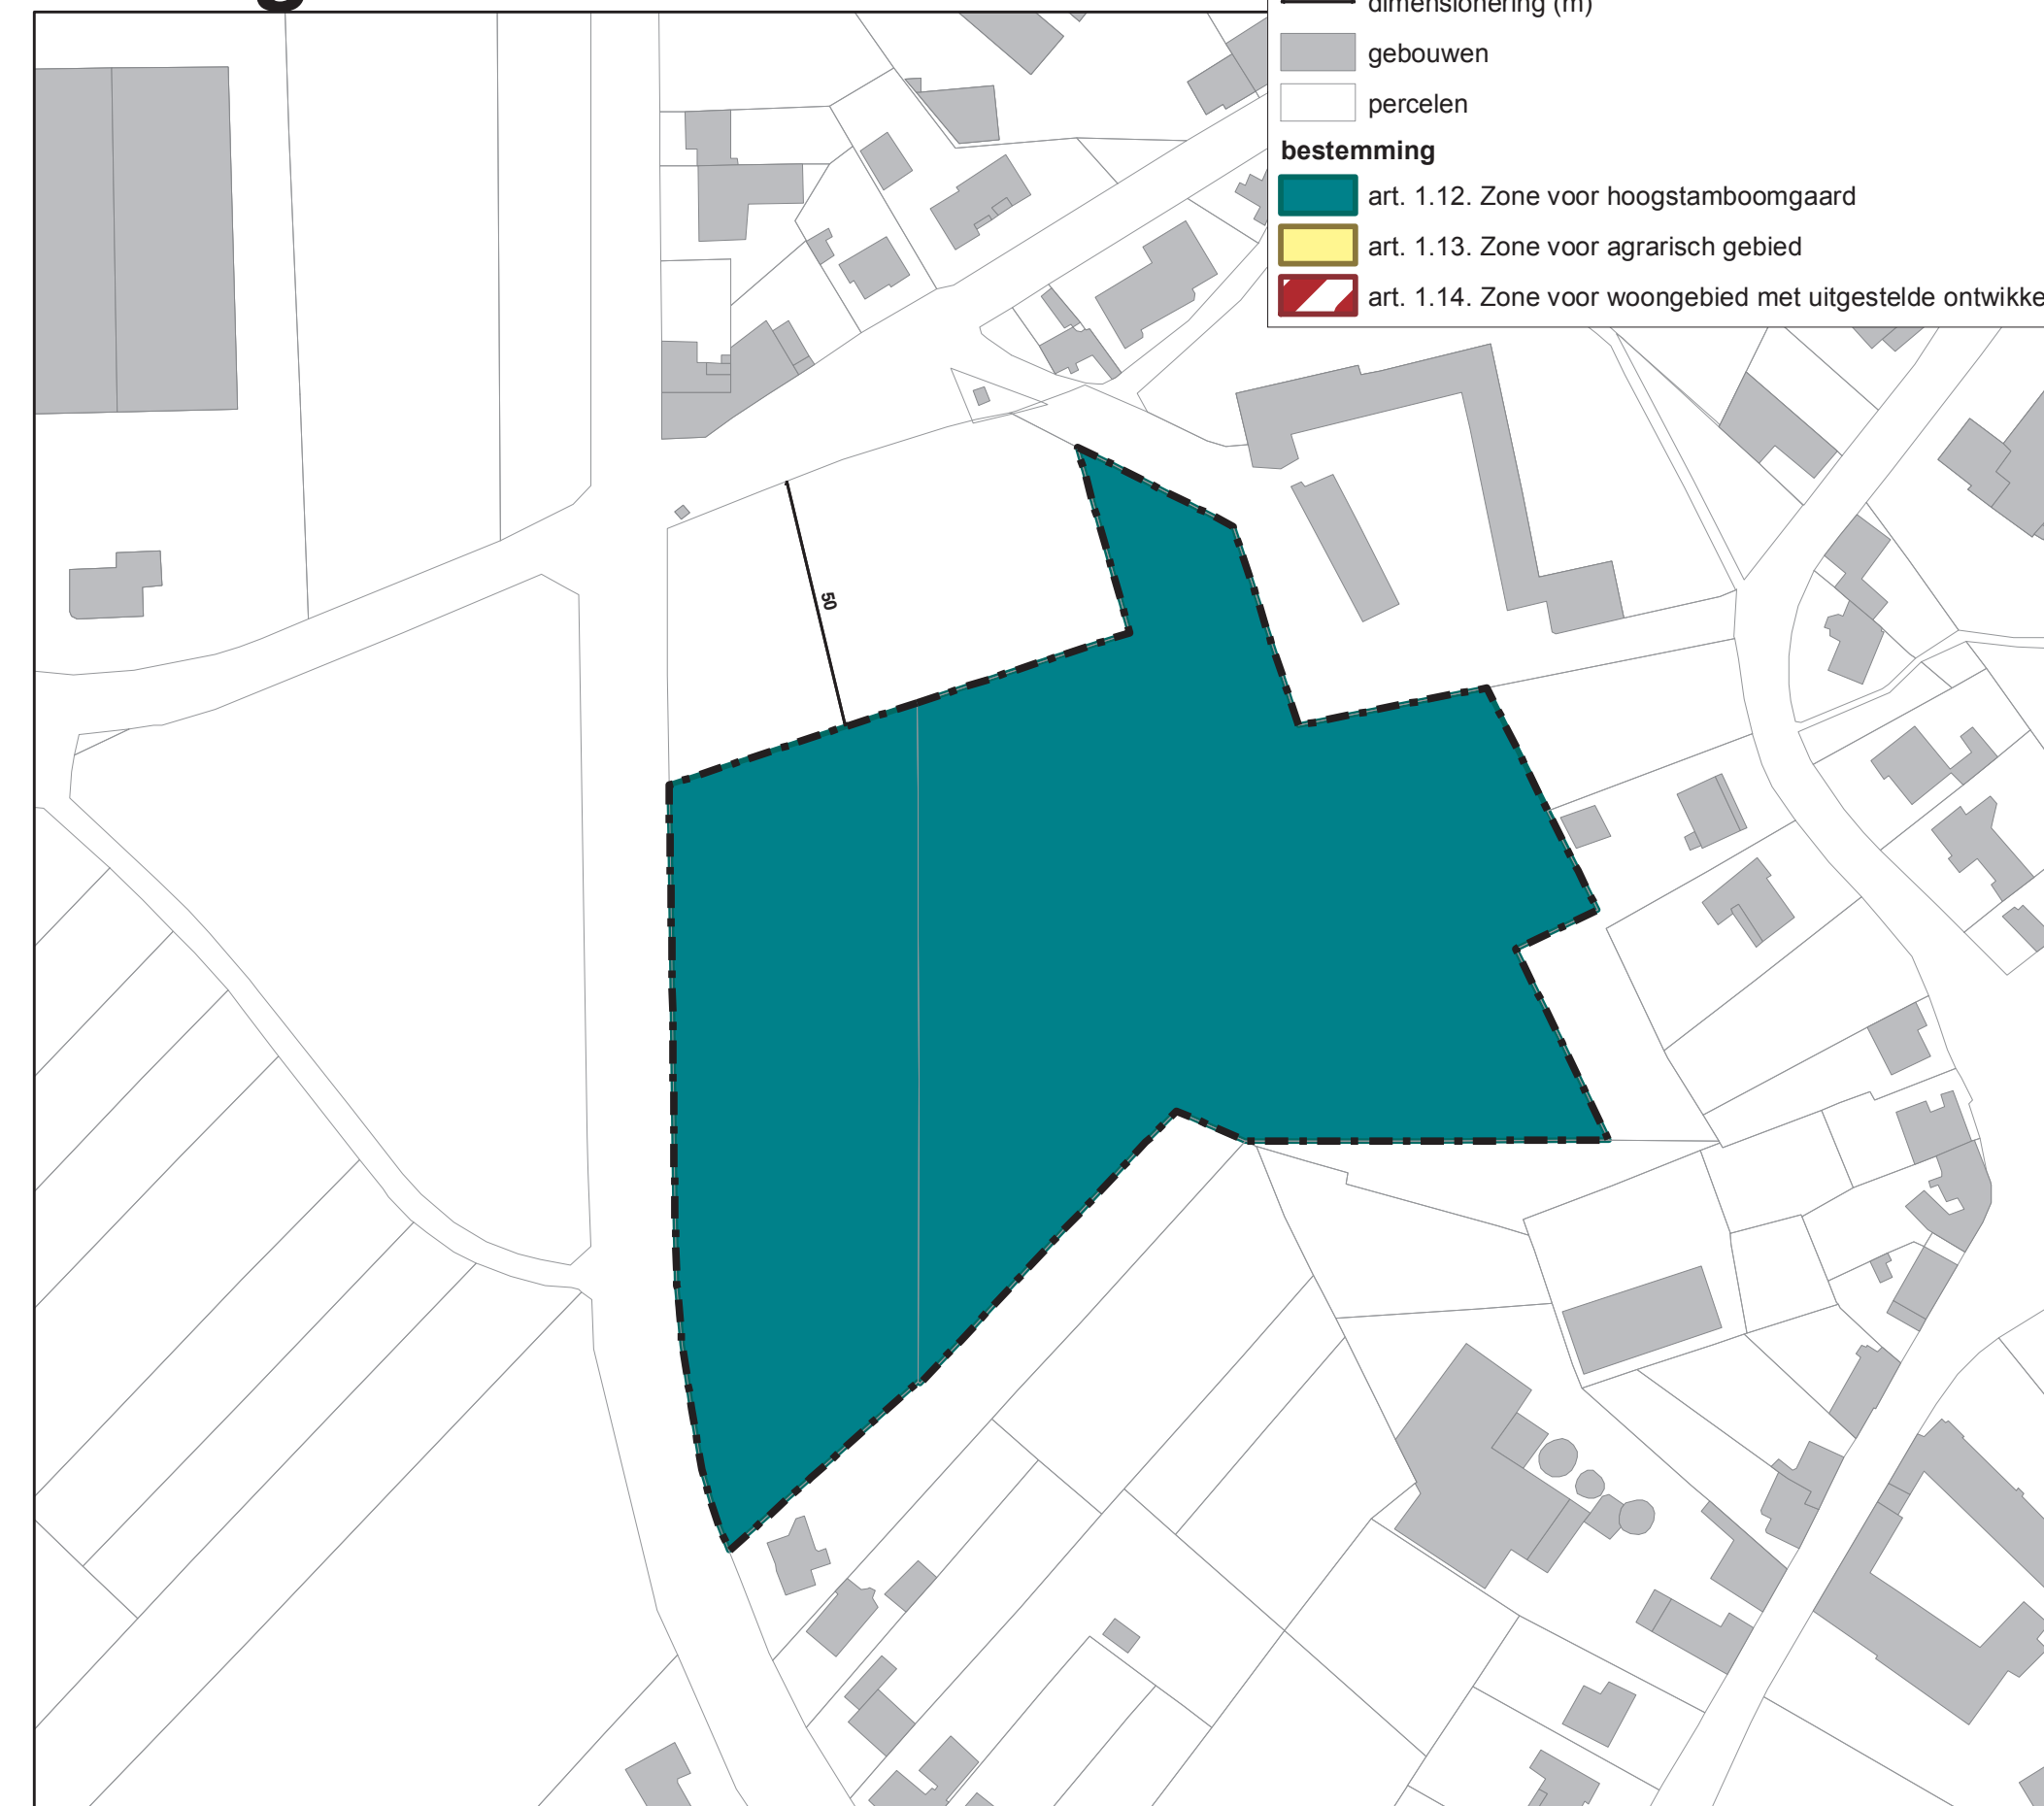 dimensionering (m)
gebouwen
percelen
bestemming
art. 1.12. Zone voor hoogstamboomgaard
art. 1.13. Zone voor agrarisch gebied
art. 1.14. Zone voor woongebied met uitgestelde ontwikke
50